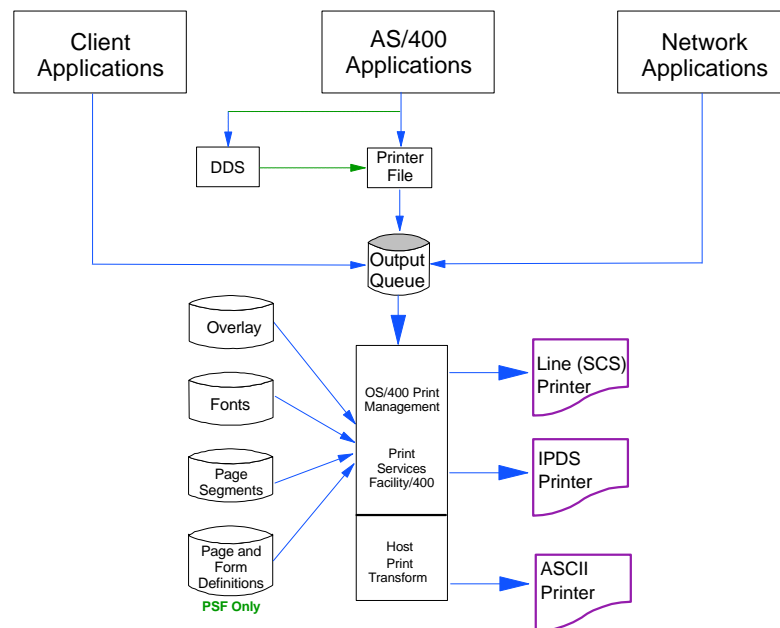 Client
Applications
AS/400
Applications
Network
Applications
DDS
Printer
File
Output
Queue
Overlay
Fonts
Page
Segments
Page and
Form
Definitions
PSF Only
OS/400 Print
Management
Print
Services
Facility/400
Host
Print
Transform
Line (SCS)
Printer
IPDS
Printer
ASCII
Printer